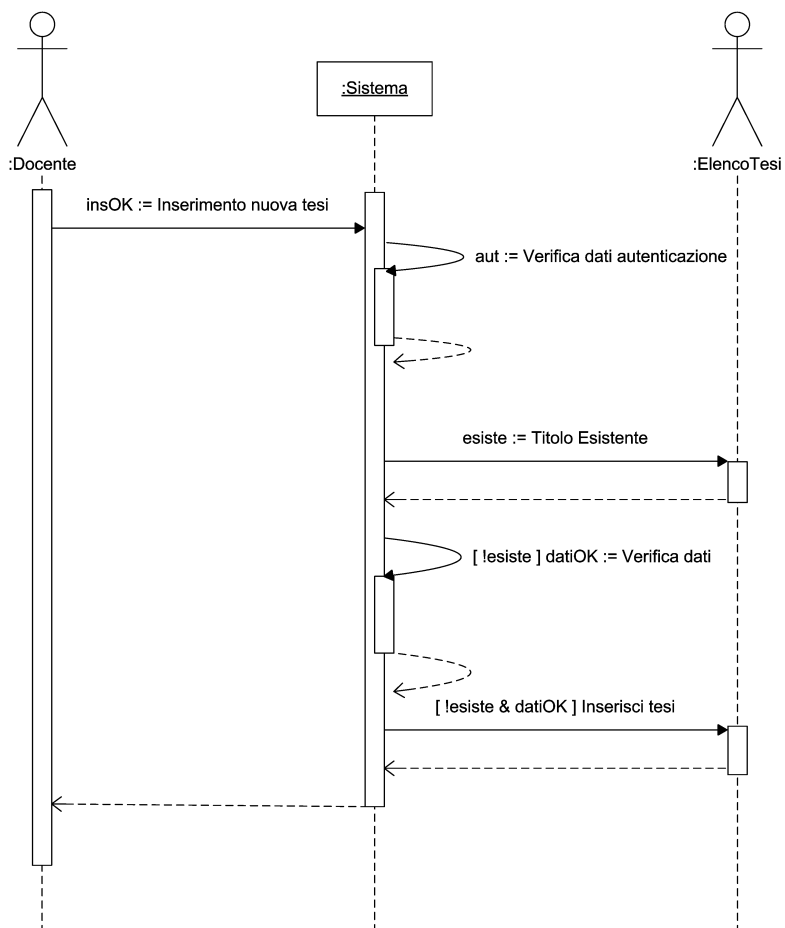 :Sistema
:Docente
:ElencoTesi
insOK := Inserimento nuova tesi
aut := Verifica dati autenticazione
esiste := Titolo Esistente
[ !esiste ] datiOK := Verifica dati
[ !esiste & datiOK ] Inserisci tesi